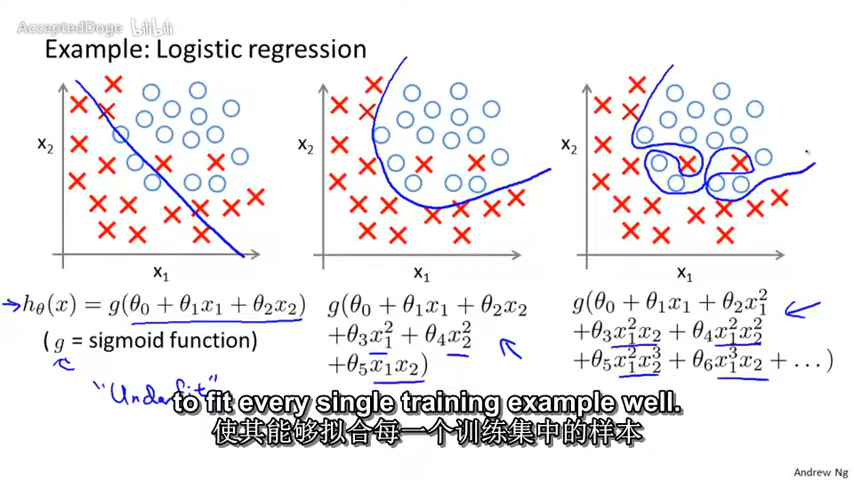 AcceptedDoge bilibili
Example: Logistic regression
x₂
x₁
x₂
x₁
x₂
x₁
h_θ(x) = g(θ₀ + θ₁x₁ + θ₂x₂)
( g = sigmoid function)
"Underfit"
g(θ₀ + θ₁x₁ + θ₂x₂
+θ₃x₁² + θ₄x₂²
+θ₅x₁x₂)
g(θ₀ + θ₁x₁ + θ₂x₁²
+θ₃x₁²x₂ + θ₄x₁²x₂²
+θ₅x₁²x₂³ + θ₆x₁³x₂ + …)
to fit every single training example well.
使其能够拟合每一个训练集中的样本
Andrew Ng